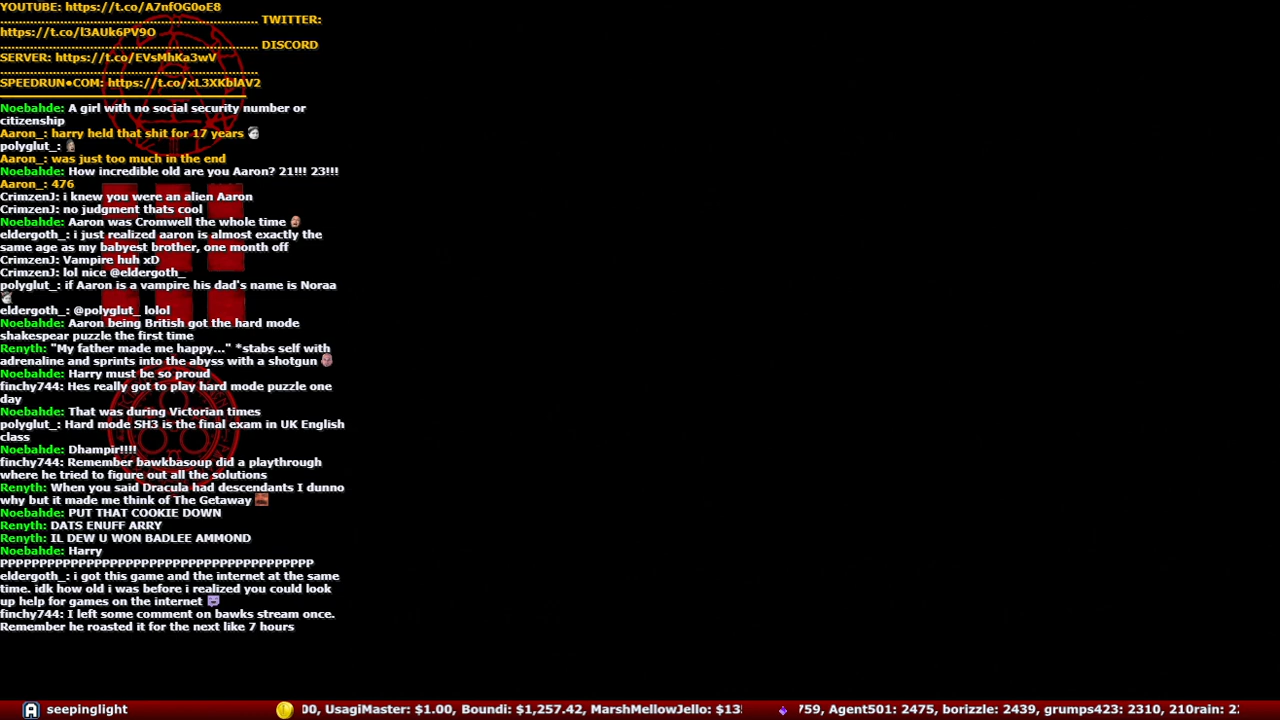 YOUTUBE: https://t.co/A7nfOG0oE8
....................................................................... TWITTER:
https://t.co/l3AUk6PV9O
....................................................................... DISCORD
SERVER: https://t.co/EVsMhKa3wV
.......................................................................
SPEEDRUN●COM: https://t.co/xL3XKblAV2
Noebahde: A girl with no social security number or
citizenship
Aaron_: harry held that shit for 17 years
polyglut_:
Aaron_: was just too much in the end
Noebahde: How incredible old are you Aaron? 21!!! 23!!!
Aaron_: 476
CrimzenJ: i knew you were an alien Aaron
CrimzenJ: no judgment thats cool
Noebahde: Aaron was Cromwell the whole time
eldergoth_: i just realized aaron is almost exactly the
same age as my babyest brother, one month off
CrimzenJ: Vampire huh xD
CrimzenJ: lol nice @eldergoth_
polyglut_: if Aaron is a vampire his dad's name is Noraa
eldergoth_: @polyglut_ lolol
Noebahde: Aaron being British got the hard mode
shakespear puzzle the first time
Renyth: "My father made me happy..." *stabs self with
adrenaline and sprints into the abyss with a shotgun
Noebahde: Harry must be so proud
finchy744: Hes really got to play hard mode puzzle one
day
Noebahde: That was during Victorian times
polyglut_: Hard mode SH3 is the final exam in UK English
class
Noebahde: Dhampir!!!!
finchy744: Remember bawkbasoup did a playthrough
where he tried to figure out all the solutions
Renyth: When you said Dracula had descendants I dunno
why but it made me think of The Getaway
Noebahde: PUT THAT COOKIE DOWN
Renyth: DATS ENUFF ARRY
Renyth: IL DEW U WON BADLEE AMMOND
Noebahde: Harry
PPPPPPPPPPPPPPPPPPPPPPPPPPPPPPPPPPPPPPPP
eldergoth_: i got this game and the internet at the same
time. idk how old i was before i realized you could look
up help for games on the internet
finchy744: I left some comment on bawks stream once.
Remember he roasted it for the next like 7 hours
seepinglight
00, UsagiMaster: $1.00, Boundi: $1,257.42, MarshMellowJello: $13
759, Agent501: 2475, borizzle: 2439, grumps423: 2310, 210rain: 2